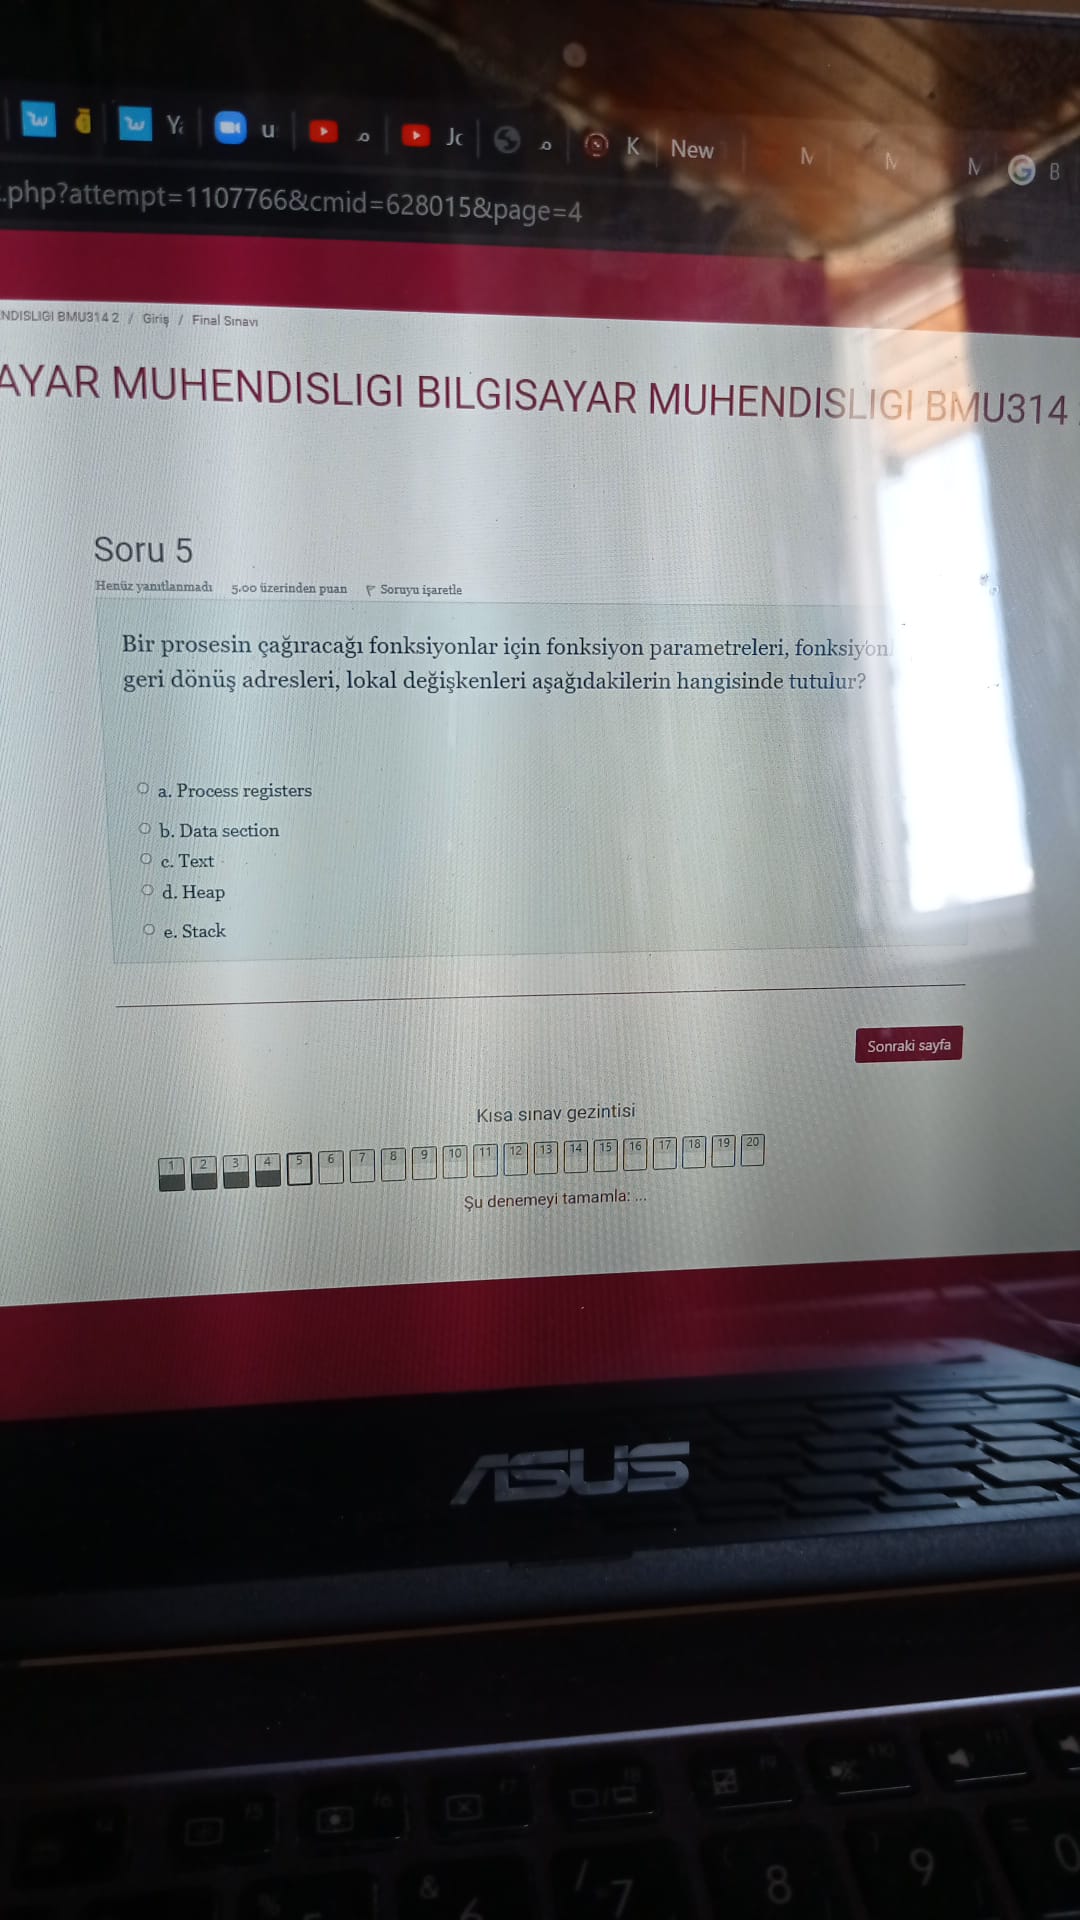 u
Jc
K
New
B
.php?attempt=1107766&cmid=628015&page=4
NDISLIGI BMU314 2 / Giriş / Final Sınavı
AYAR MUHENDISLIGI BILGISAYAR MUHENDISLIGI BMU314
Soru 5
Henüz yanıtlanmadı 5,00 üzerinden puan Soruyu işaretle
Bir prosesin çağıracağı fonksiyonlar için fonksiyon parametreleri, fonksiyon
geri dönüş adresleri, lokal değişkenleri aşağıdakilerin hangisinde tutulur?
a. Process registers
b. Data section
c. Text
d. Heap
e. Stack
Sonraki sayfa
Kısa sınav gezintisi
1 2 3 4 5 6 7 8 9 10 11 12 13 14 15 16 17 18 19 20
Şu denemeyi tamamla: ...
ASUS
& 6 / 7 8 9 0